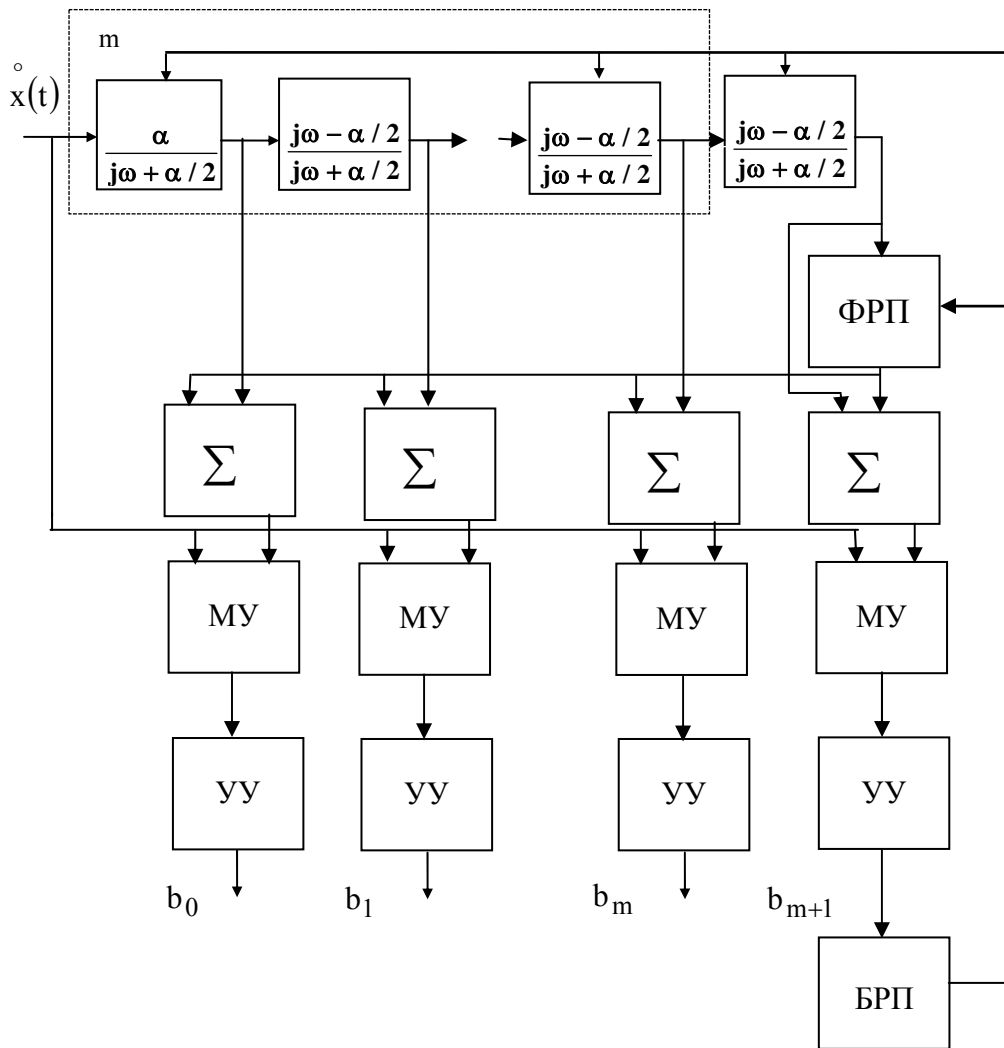 m
x̊(t)
α / (jω + α / 2)
jω − α / 2 / (jω + α / 2)
jω − α / 2 / (jω + α / 2)
jω − α / 2 / (jω + α / 2)
ФРП
Σ Σ Σ Σ
МУ МУ МУ МУ
УУ УУ УУ УУ
b₀ b₁ bₘ bₘ₊₁
БРП